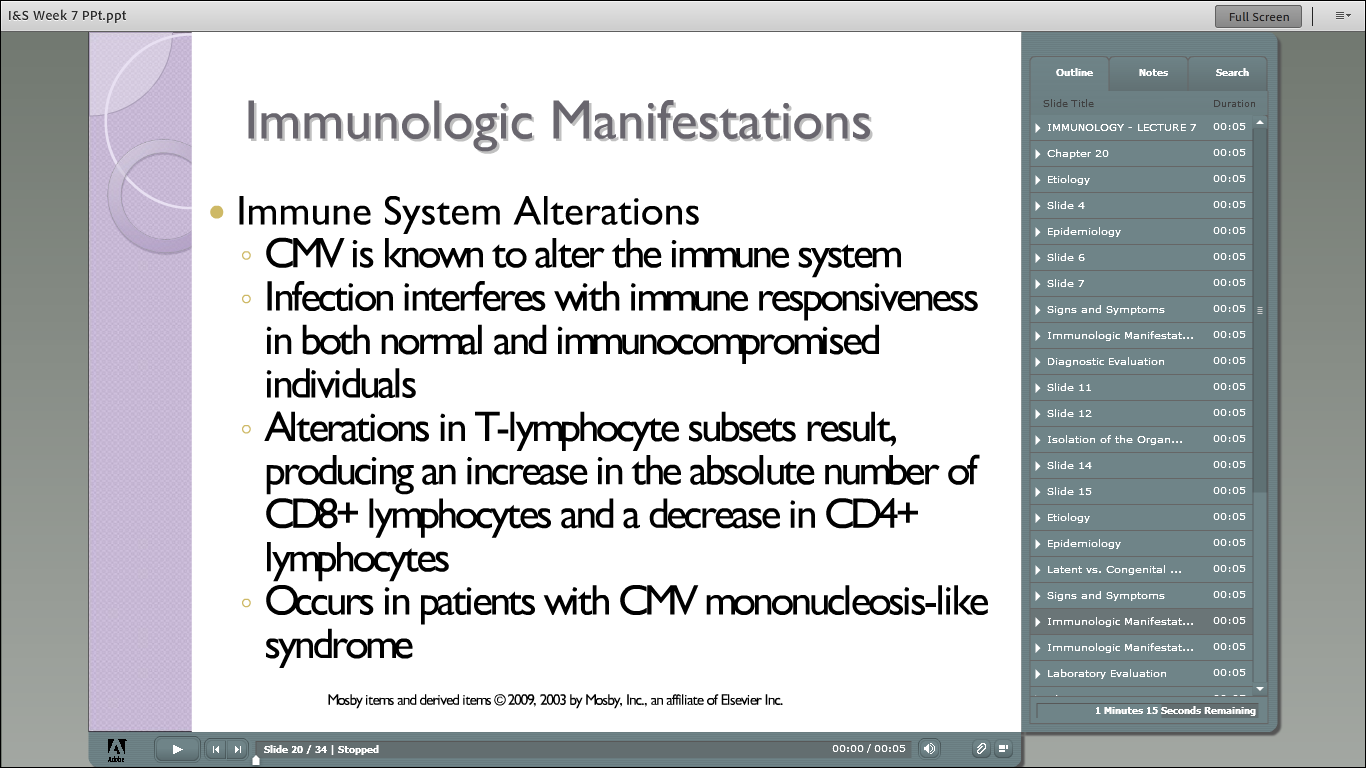 I&S Week 7 PPt.ppt
Full Screen
Immunologic Manifestations
Immune System Alterations
CMV is known to alter the immune system
Infection interferes with immune responsiveness
in both normal and immunocompromised
individuals
Alterations in T-lymphocyte subsets result,
producing an increase in the absolute number of
CD8+ lymphocytes and a decrease in CD4+
lymphocytes
Occurs in patients with CMV mononucleosis-like
syndrome
Mosby items and derived items © 2009, 2003 by Mosby, Inc., an affiliate of Elsevier Inc.
Outline Notes Search
Slide Title Duration
IMMUNOLOGY - LECTURE 7 00:05
Chapter 20 00:05
Etiology 00:05
Slide 4 00:05
Epidemiology 00:05
Slide 6 00:05
Slide 7 00:05
Signs and Symptoms 00:05
Immunologic Manifestat... 00:05
Diagnostic Evaluation 00:05
Slide 11 00:05
Slide 12 00:05
Isolation of the Organ... 00:05
Slide 14 00:05
Slide 15 00:05
Etiology 00:05
Epidemiology 00:05
Latent vs. Congenital ... 00:05
Signs and Symptoms 00:05
Immunologic Manifestat... 00:05
Immunologic Manifestat... 00:05
Laboratory Evaluation 00:05
1 Minutes 15 Seconds Remaining
Adobe
Slide 20 / 34 | Stopped
00:00 / 00:05